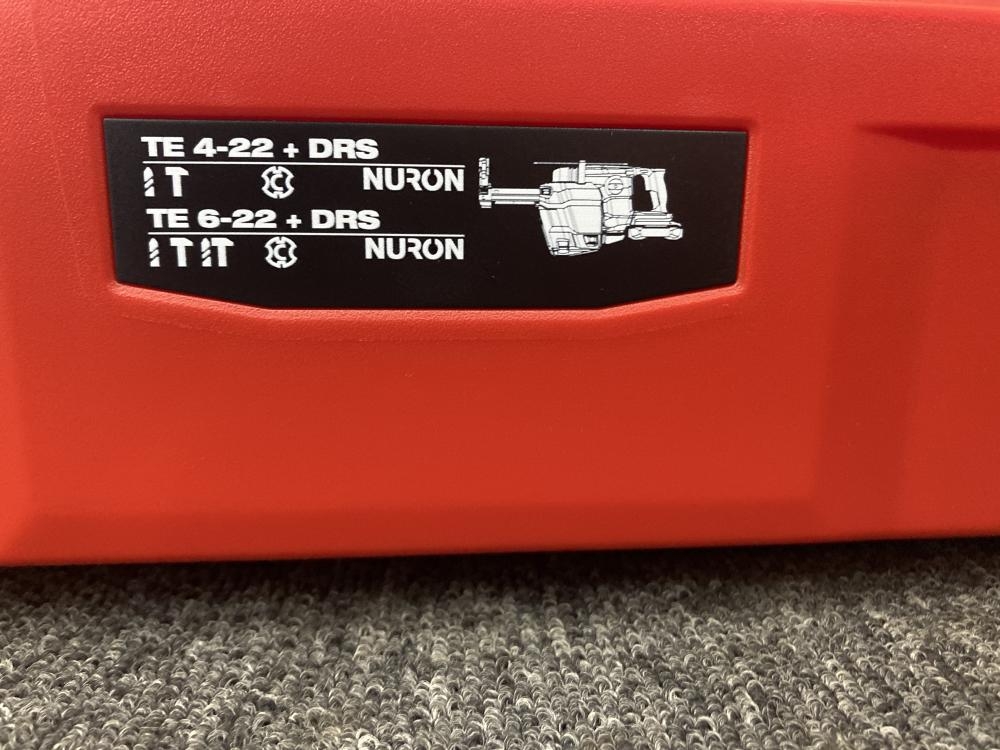 TE 4-22 + DRS
C NURON
TE 6-22 + DRS
C NURON